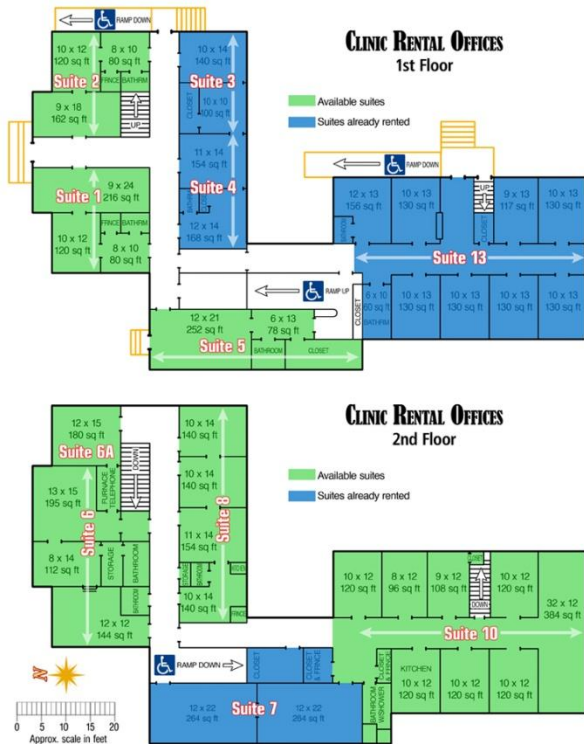 RAMP DOWN
CLINIC RENTAL OFFICES
1st Floor
Available suites
Suites already rented
10 x 12
120 sq ft
8 x 10
80 sq ft
Suite 2
FRNCE
BATHRM
9 x 18
162 sq ft
UP
10 x 14
140 sq ft
Suite 3
CLOSET
10 x 10
100 sq ft
11 x 14
154 sq ft
Suite 4
BATHRM
12 x 14
168 sq ft
Suite 1
9 x 24
216 sq ft
FRNCE
BATHRM
10 x 12
120 sq ft
8 x 10
80 sq ft
RAMP DOWN
12 x 13
156 sq ft
10 x 13
130 sq ft
UP
CLOSET
9 x 13
117 sq ft
10 x 13
130 sq ft
Suite 13
6 x 10
60 sq ft
BATHRM
10 x 13
130 sq ft
10 x 13
130 sq ft
10 x 13
130 sq ft
10 x 13
130 sq ft
RAMP UP
CLOSET
12 x 21
252 sq ft
6 x 13
78 sq ft
Suite 5
BATHROOM
CLOSET
CLINIC RENTAL OFFICES
2nd Floor
Available suites
Suites already rented
12 x 15
180 sq ft
Suite 6A
DOWN
FURNACE
TELEPHONE
13 x 15
195 sq ft
Suite 6
8 x 14
112 sq ft
STORAGE
BATHROOM
BATHROOM
12 x 12
144 sq ft
10 x 14
140 sq ft
10 x 14
140 sq ft
Suite 8
11 x 14
154 sq ft
STORAGE
BATHROOM
10 x 14
140 sq ft
FRNCE
10 x 12
120 sq ft
8 x 12
96 sq ft
9 x 12
108 sq ft
DOWN
10 x 12
120 sq ft
32 x 12
384 sq ft
Suite 10
KITCHEN
10 x 12
120 sq ft
10 x 12
120 sq ft
10 x 12
120 sq ft
BATHROOM
W/SHOWER
CLOSET
& FRNCE
RAMP DOWN
CLOSET
CLOSET
& FRNCE
12 x 22
264 sq ft
Suite 7
12 x 22
264 sq ft
N
0 5 10 15 20
Approx. scale in feet